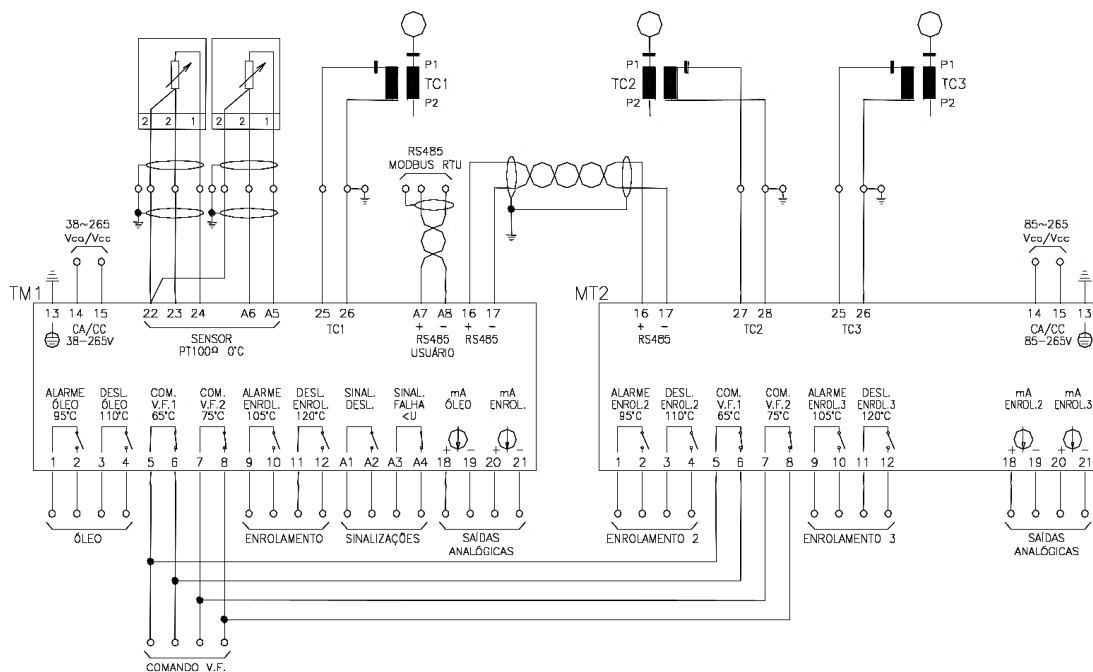 P1
TC1
P2
P1
TC2
P2
P1
TC3
P2
2 2 1
2 2 1
RS485
MODBUS RTU
38~265
Vca/Vcc
85~265
Vca/Vcc
TM1
13 14 15 22 23 24 A6 A5 25 26 A7 A8 16 17
CA/CC
38-265V
SENSOR
PT100Ω 0°C
TC1
+ - + -
RS485 RS485
USUÁRIO
MT2
16 17 27 28 25 26 14 15 13
+ -
RS485
TC2
TC3
CA/CC
85-265V
ALARME
ÓLEO
95°C
DESL.
ÓLEO
110°C
COM.
V.F.1
65°C
COM.
V.F.2
75°C
ALARME
ENROL.
105°C
DESL.
ENROL.
120°C
SINAL.
DESL.
SINAL.
FALHA
<U
mA
ÓLEO
mA
ENROL.
+ - + -
1 2 3 4 5 6 7 8 9 10 11 12 A1 A2 A3 A4 18 19 20 21
ALARME
ENROL.2
95°C
DESL.
ENROL.2
110°C
COM.
V.F.1
65°C
COM.
V.F.2
75°C
ALARME
ENROL.3
105°C
DESL.
ENROL.3
120°C
mA
ENROL.2
mA
ENROL.3
+ - + -
1 2 3 4 5 6 7 8 9 10 11 12 18 19 20 21
ÓLEO
ENROLAMENTO
SINALIZAÇÕES
SAÍDAS
ANALÓGICAS
ENROLAMENTO 2
ENROLAMENTO 3
SAÍDAS
ANALÓGICAS
COMANDO V.F.